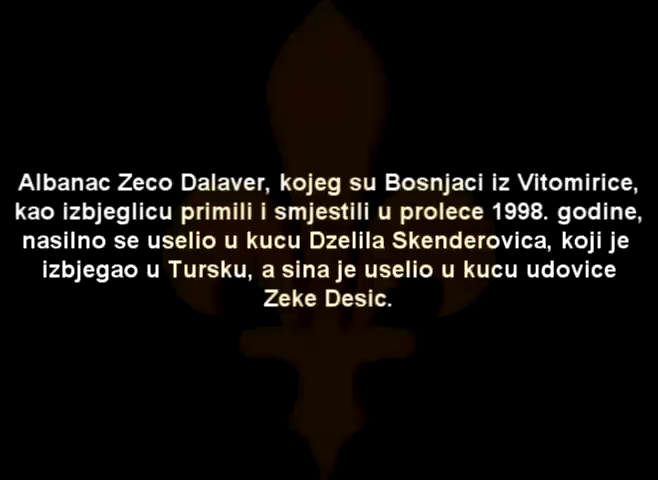 Albanac Zeco Dalaver, kojeg su Bosnjaci iz Vitomirice,
kao izbjeglicu primili i smjestili u prolece 1998. godine,
nasilno se uselio u kucu Dzelila Skenderovica, koji je
izbjegao u Tursku, a sina je uselio u kucu udovice
Zeke Desic.